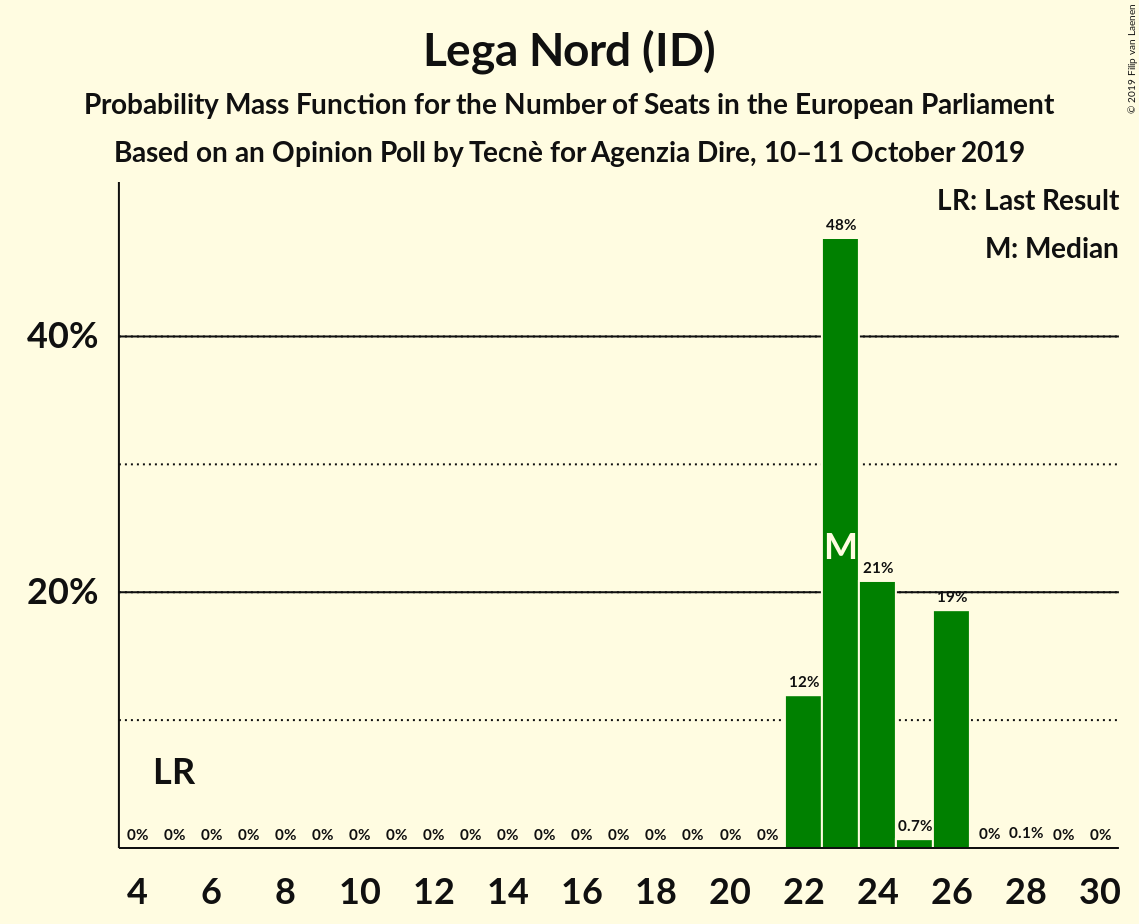 Lega Nord (ID)
Probability Mass Function for the Number of Seats in the European Parliament
Based on an Opinion Poll by Tecnè for Agenzia Dire, 10–11 October 2019
© 2019 Filip van Laenen
LR: Last Result
M: Median
48%
40%
M
21%
20%
19%
12%
LR
0% 0% 0% 0% 0% 0% 0% 0% 0% 0% 0% 0% 0% 0% 0% 0% 0% 0% 0.7% 0% 0.1% 0% 0%
4 6 8 10 12 14 16 18 20 22 24 26 28 30